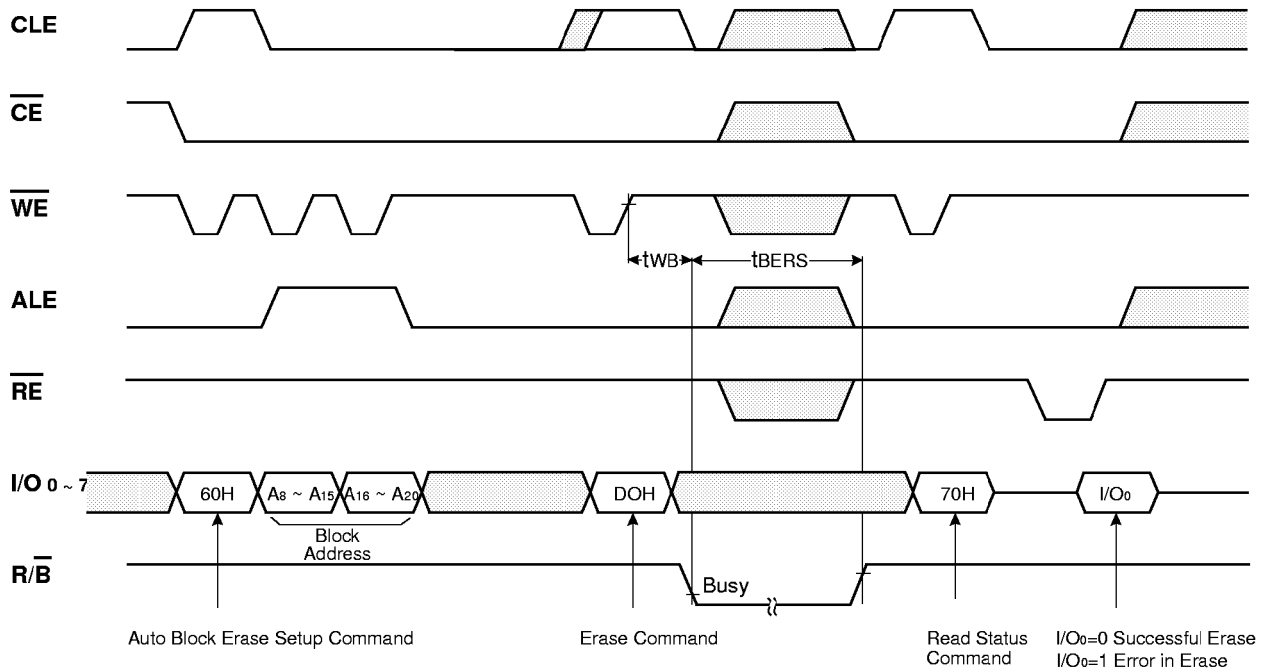 CLE
CE
WE
tWB
tBERS
ALE
RE
I/O 0 ~ 7
60H
A8 ~ A15
A16 ~ A20
DOH
70H
I/O0
Block
Address
R/B
Busy
Auto Block Erase Setup Command
Erase Command
Read Status
Command
I/O0=0 Successful Erase
I/O0=1 Error in Erase